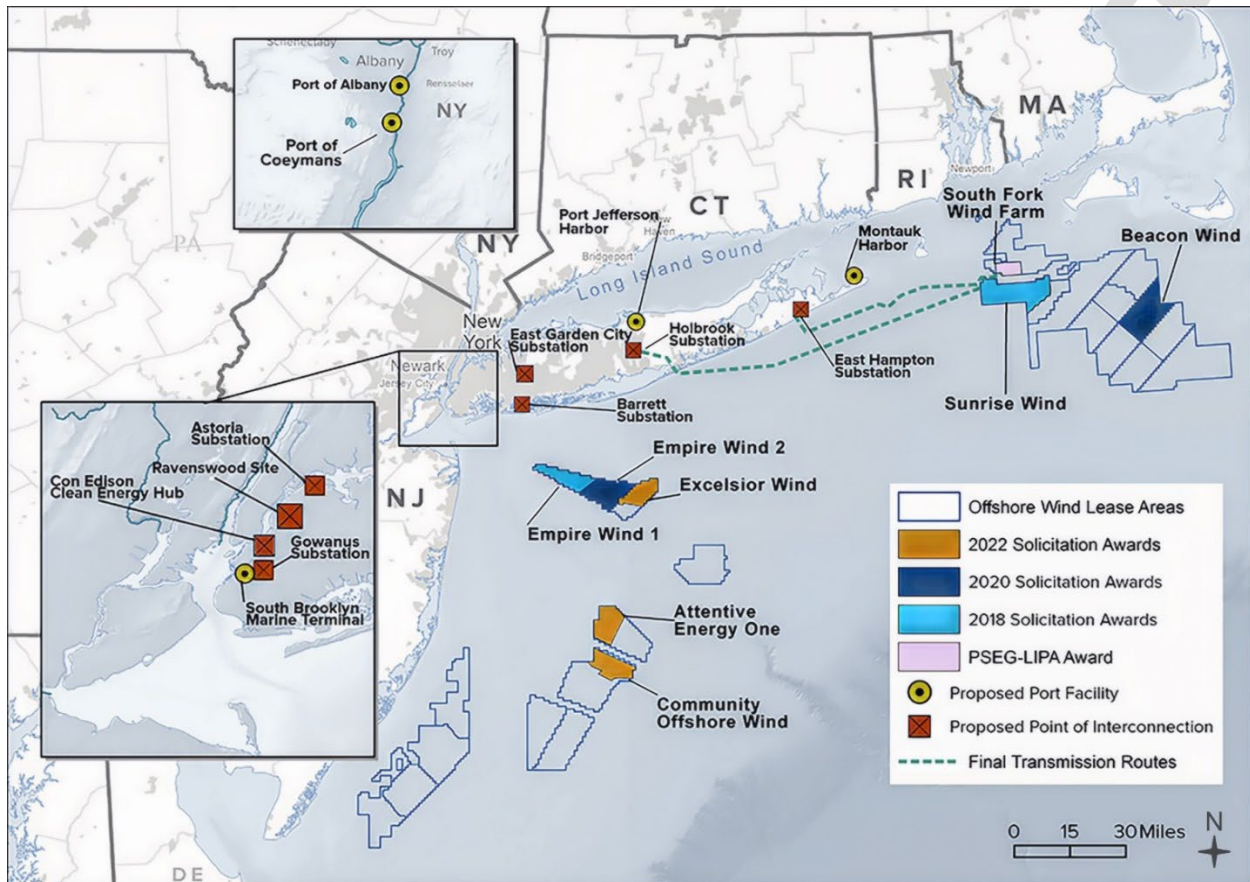 Schenectady
Troy
Albany
Port of Albany
Rensselaer
NY
Port of
Coeymans
MA
RI
Newport
South Fork
Wind Farm
CT
Port Jefferson
Harbor
New
Haven
Montauk
Harbor
Beacon Wind
PA
NY
Bridgeport
Long Island Sound
New
York
East Garden City
Substation
Holbrook
Substation
Newark
Jersey City
East Hampton
Substation
Sunrise Wind
Barrett
Substation
Astoria
Substation
Ravenswood Site
Con Edison
Clean Energy Hub
Gowanus
Substation
South Brooklyn
Marine Terminal
NJ
Empire Wind 2
Excelsior Wind
Empire Wind 1
Attentive
Energy One
Community
Offshore Wind
Offshore Wind Lease Areas
2022 Solicitation Awards
2020 Solicitation Awards
2018 Solicitation Awards
PSEG-LIPA Award
Proposed Port Facility
Proposed Point of Interconnection
Final Transmission Routes
0 15 30 Miles
N
DE